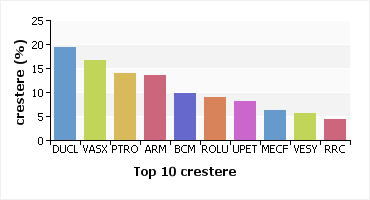 crestere (%)
25
20
15
10
5
0
DUCL VASX PTRO ARM BCM ROLU UPET MECF VESY RRC
Top 10 crestere